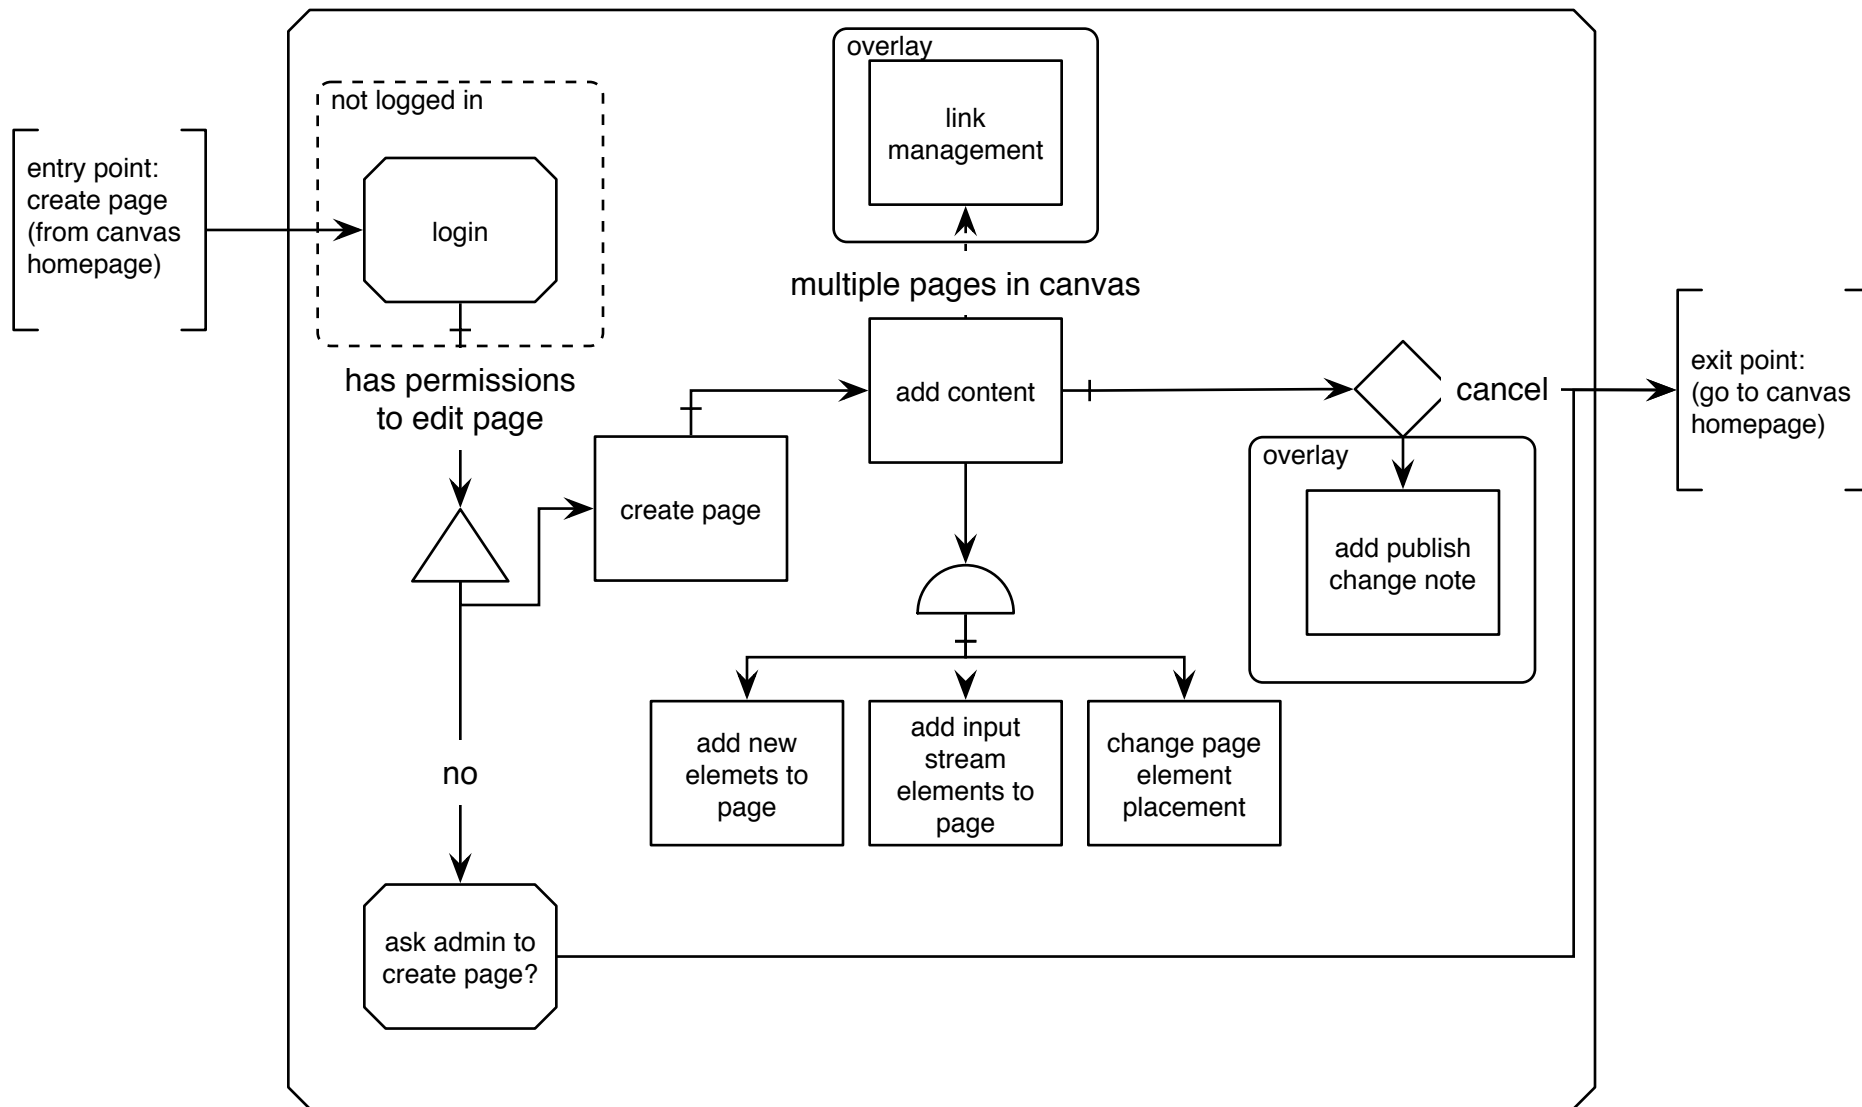 entry point:
create page
(from canvas
homepage)
not logged in
login
has permissions
to edit page
create page
no
ask admin to
create page?
overlay
link
management
multiple pages in canvas
add content
add new
elemets to
page
add input
stream
elements to
page
change page
element
placement
cancel
overlay
add publish
change note
exit point:
(go to canvas
homepage)